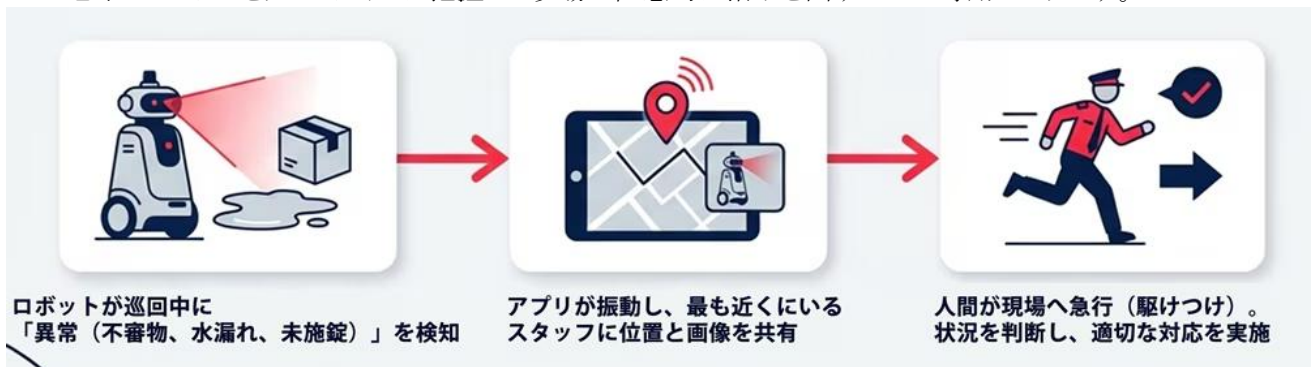 ロボットが巡回中に
「異常（不審物、水漏れ、未施錠）」を検知
アプリが振動し、最も近くにいる
スタッフに位置と画像を共有
人間が現場へ急行（駆けつけ）。
状況を判断し、適切な対応を実施